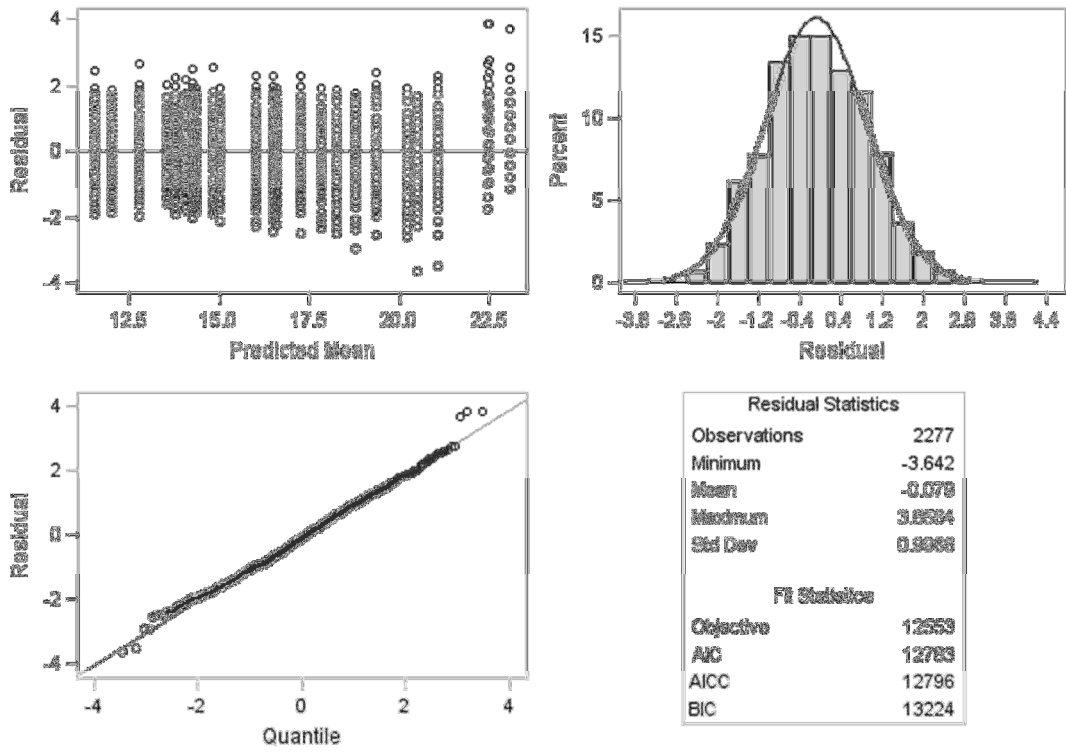 4
2
0
-2
-4
Residual
12.5 15.0 17.5 20.0 22.5
Predicted Mean
15
10
5
0
Percent
-3.6 -2.8 -2 -1.2 -0.4 0.4 1.2 2 2.8 3.6 4.4
Residual
4
2
0
-2
-4
Residual
-4 -2 0 2 4
Quantile
Residual Statistics
Observations 2277
Minimum -3.642
Mean -0.079
Maximum
Std Dev
Fit Statistics
Objective 12553
AIC 12783
AICC 12796
BIC 13224